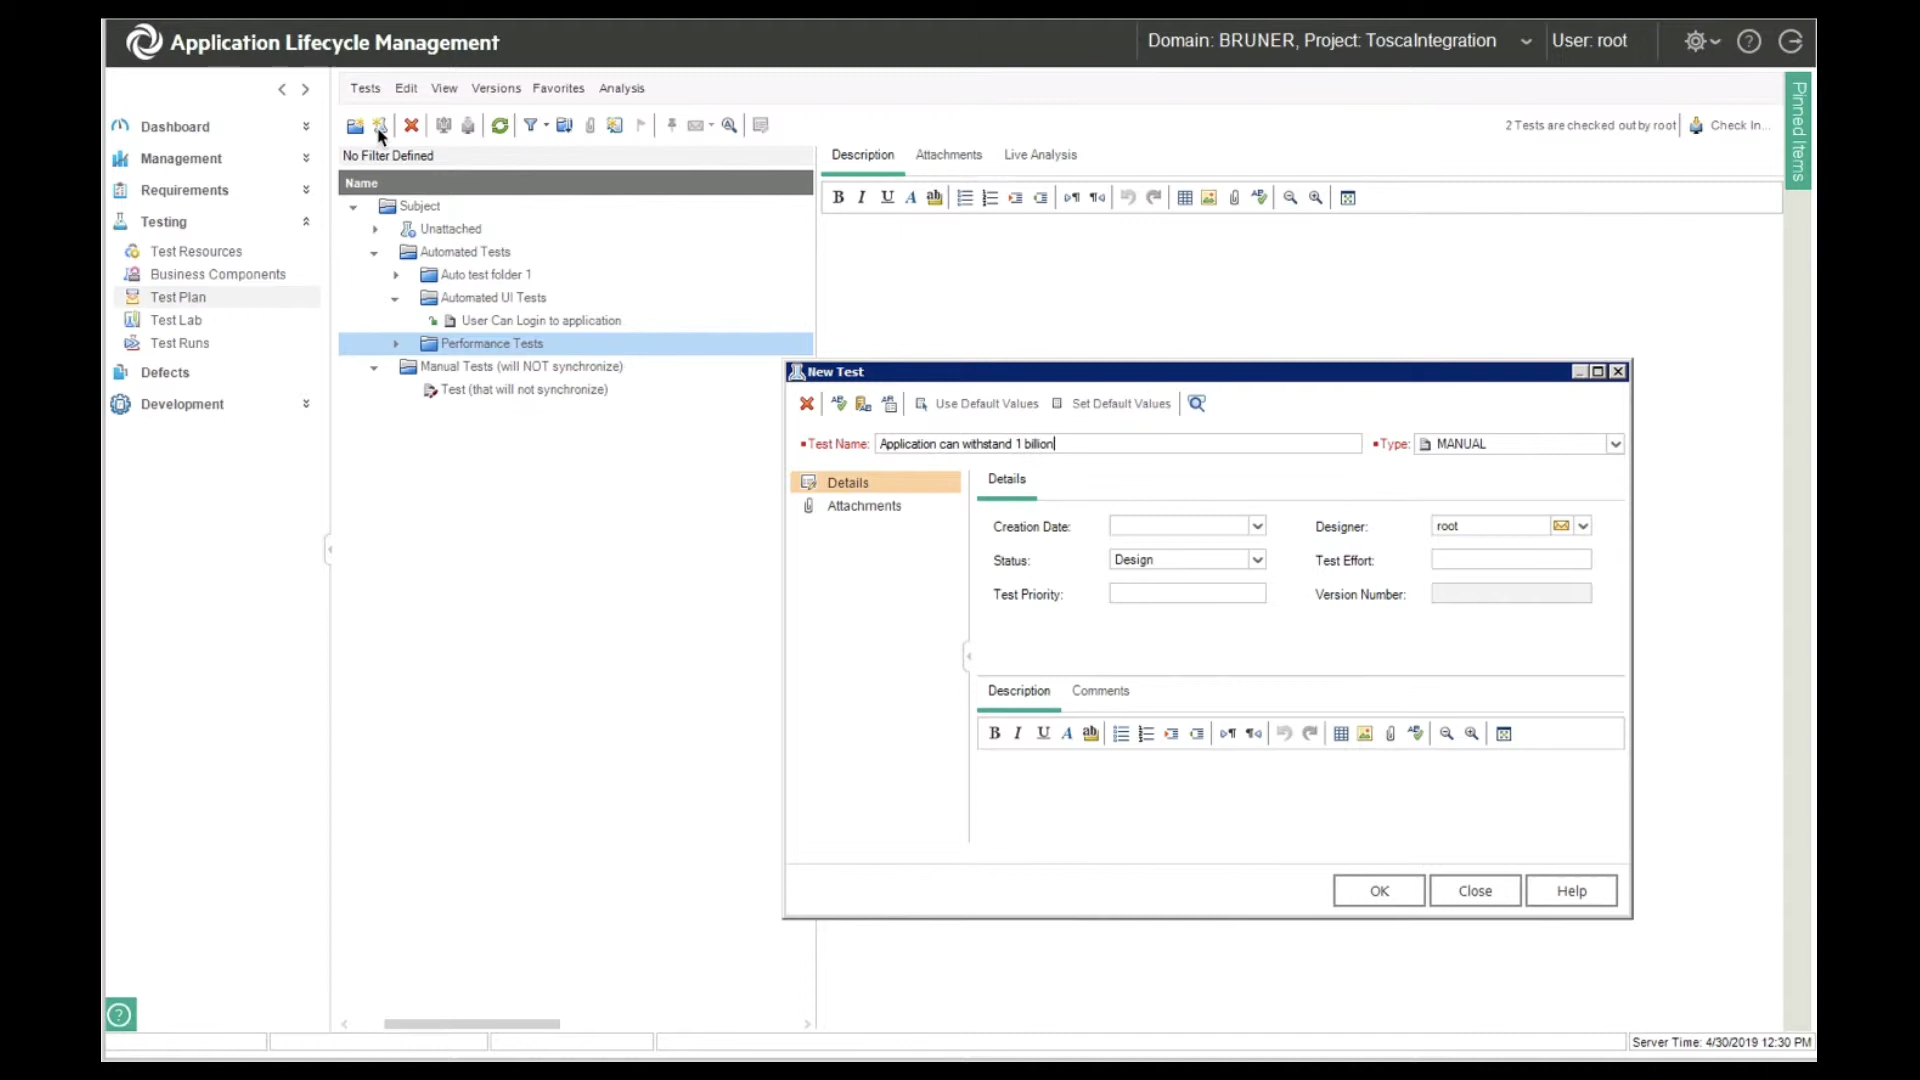 Application Lifecycle Management
Domain: BRUNER, Project: ToscaIntegration
User: root
Tests Edit View Versions Favorites Analysis
2 Tests are checked out by root
Check In...
Pinned Items
Dashboard
Management
Requirements
Testing
Test Resources
Business Components
Test Plan
Test Lab
Test Runs
Defects
Development
No Filter Defined
Name
Subject
Unattached
Automated Tests
Auto test folder 1
Automated UI Tests
User Can Login to application
Performance Tests
Manual Tests (will NOT synchronize)
Test (that will not synchronize)
Description Attachments Live Analysis
B I U A ab
New Test
Use Default Values Set Default Values
Test Name: Application can withstand 1 billion
Type: MANUAL
Details
Attachments
Details
Creation Date:
Designer: root
Status: Design
Test Effort:
Test Priority:
Version Number:
Description Comments
B I U A ab
OK Close Help
Server Time: 4/30/2019 12:30 PM